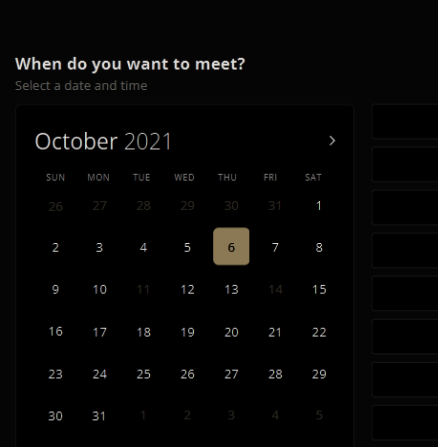 When do you want to meet?
Select a date and time
October 2021
SUN MON TUE WED THU FRI SAT
26 27 28 29 30 31 1
2 3 4 5 6 7 8
9 10 11 12 13 14 15
16 17 18 19 20 21 22
23 24 25 26 27 28 29
30 31 1 2 3 4 5